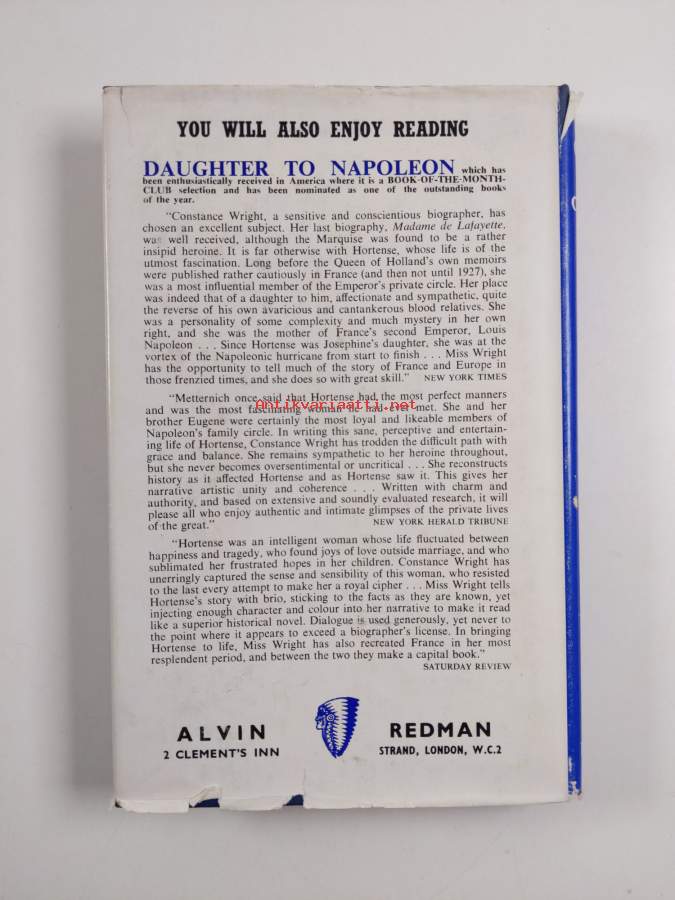 YOU WILL ALSO ENJOY READING
DAUGHTER TO NAPOLEON which has
been enthusiastically received in America where it is a BOOK-OF-THE-MONTH-
CLUB selection and has been nominated as one of the outstanding books
of the year.
"Constance Wright, a sensitive and conscientious biographer, has
chosen an excellent subject. Her last biography, Madame de Lafayette,
was well received, although the Marquise was found to be a rather
insipid heroine. It is far otherwise with Hortense, whose life is of the
utmost fascination. Long before the Queen of Holland's own memoirs
were published rather cautiously in France (and then not until 1927), she
was a most influential member of the Emperor's private circle. Her place
was indeed that of a daughter to him, affectionate and sympathetic, quite
the reverse of his own avaricious and cantankerous blood relatives. She
was a personality of some complexity and much mystery in her own
right, and she was the mother of France's second Emperor, Louis
Napoleon . . . Since Hortense was Josephine's daughter, she was at the
vortex of the Napoleonic hurricane from start to finish . . . Miss Wright
has the opportunity to tell much of the story of France and Europe in
those frenzied times, and she does so with great skill." NEW YORK TIMES
"Metternich once said that Hortense had the most perfect manners
Antikvariaatti.net
and was the most fascinating woman he had ever met. She and her
brother Eugene were certainly the most loyal and likeable members of
Napoleon's family circle. In writing this sane, perceptive and entertain-
ing life of Hortense, Constance Wright has trodden the difficult path with
grace and balance. She remains sympathetic to her heroine throughout,
but she never becomes oversentimental or uncritical . . . She reconstructs
history as it affected Hortense and as Hortense saw it. This gives her
narrative artistic unity and coherence . . . Written with charm and
authority, and based on extensive and soundly evaluated research, it will
please all who enjoy authentic and intimate glimpses of the private lives
of the great." NEW YORK HERALD TRIBUNE
"Hortense was an intelligent woman whose life fluctuated between
happiness and tragedy, who found joys of love outside marriage, and who
sublimated her frustrated hopes in her children. Constance Wright has
unerringly captured the sense and sensibility of this woman, who resisted
to the last every attempt to make her a royal cipher . . . Miss Wright tells
Hortense's story with brio, sticking to the facts as they are known, yet
injecting enough character and colour into her narrative to make it read
like a superior historical novel. Dialogue is used generously, yet never to
the point where it appears to exceed a biographer's license. In bringing
Hortense to life, Miss Wright has also recreated France in her most
resplendent period, and between the two they make a capital book."
SATURDAY REVIEW
ALVIN REDMAN
2 CLEMENT'S INN STRAND, LONDON, W.C.2